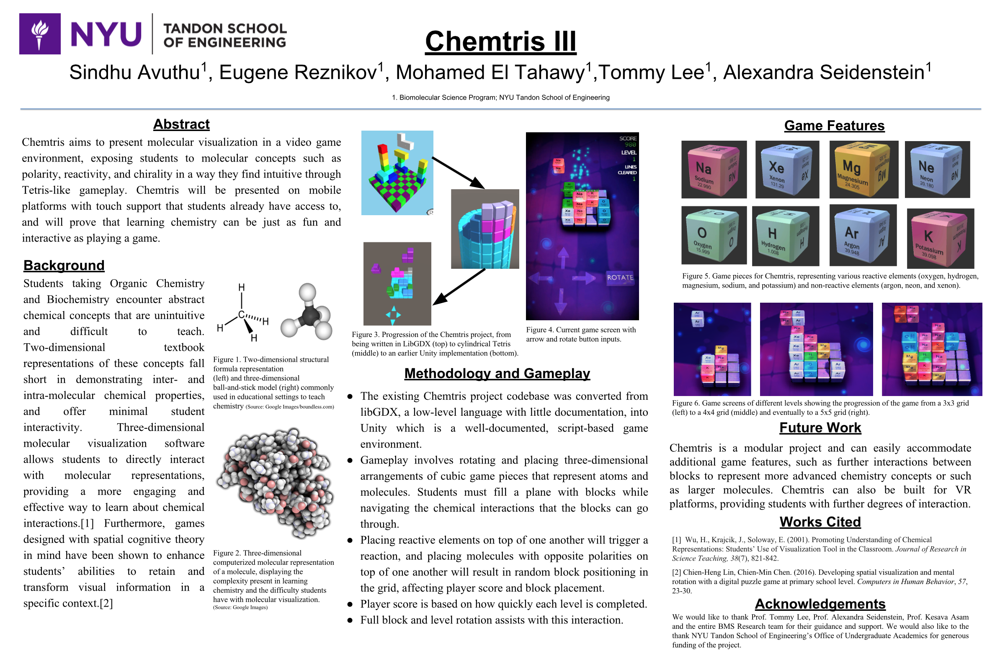 NYU
TANDON SCHOOL
OF ENGINEERING
Chemtris III
Sindhu Avuthu1, Eugene Reznikov1, Mohamed El Tahawy1,Tommy Lee1, Alexandra Seidenstein1
1. Biomolecular Science Program; NYU Tandon School of Engineering
Abstract
Chemtris aims to present molecular visualization in a video game
environment, exposing students to molecular concepts such as
polarity, reactivity, and chirality in a way they find intuitive through
Tetris-like gameplay. Chemtris will be presented on mobile
platforms with touch support that students already have access to,
and will prove that learning chemistry can be just as fun and
interactive as playing a game.
Background
Students taking Organic Chemistry
and Biochemistry encounter abstract
chemical concepts that are unintuitive
and difficult to teach.
Two-dimensional textbook
representations of these concepts fall
short in demonstrating inter- and
intra-molecular chemical properties,
and offer minimal student
interactivity. Three-dimensional
molecular visualization software
allows students to directly interact
with molecular representations,
providing a more engaging and
effective way to learn about chemical
interactions.[1] Furthermore, games
designed with spatial cognitive theory
in mind have been shown to enhance
students’ abilities to retain and
transform visual information in a
specific context.[2]
H
C
H
H
H
Figure 1. Two-dimensional structural
formula representation
(left) and three-dimensional
ball-and-stick model (right) commonly
used in educational settings to teach
chemistry (Source: Google Images/boundless.com)
Figure 2. Three-dimensional
computerized molecular representation
of a molecule, displaying the
complexity present in learning
chemistry and the difficulty students
have with molecular visualization.
(Source: Google Images)
Figure 3. Progression of the Chemtris project, from
being written in LibGDX (top) to cylindrical Tetris
(middle) to an earlier Unity implementation (bottom).
SCORE
980
LEVEL
1
LINES
CLEARED
1
ROTATE
Figure 4. Current game screen with
arrow and rotate button inputs.
Methodology and Gameplay
● The existing Chemtris project codebase was converted from
libGDX, a low-level language with little documentation, into
Unity which is a well-documented, script-based game
environment.
● Gameplay involves rotating and placing three-dimensional
arrangements of cubic game pieces that represent atoms and
molecules. Students must fill a plane with blocks while
navigating the chemical interactions that the blocks can go
through.
● Placing reactive elements on top of one another will trigger a
reaction, and placing molecules with opposite polarities on
top of one another will result in random block positioning in
the grid, affecting player score and block placement.
● Player score is based on how quickly each level is completed.
● Full block and level rotation assists with this interaction.
Game Features
Na
Sodium
22.990
Xe
Xenon
131.29
Mg
Magnesium
24.305
Ne
Neon
20.180
O
Oxygen
15.999
H
Hydrogen
1.008
Ar
Argon
39.948
K
Potassium
39.098
Figure 5. Game pieces for Chemtris, representing various reactive elements (oxygen, hydrogen,
magnesium, sodium, and potassium) and non-reactive elements (argon, neon, and xenon).
Figure 6. Game screens of different levels showing the progression of the game from a 3x3 grid
(left) to a 4x4 grid (middle) and eventually to a 5x5 grid (right).
Future Work
Chemtris is a modular project and can easily accommodate
additional game features, such as further interactions between
blocks to represent more advanced chemistry concepts or such
as larger molecules. Chemtris can also be built for VR
platforms, providing students with further degrees of interaction.
Works Cited
[1] Wu, H., Krajcik, J., Soloway, E. (2001). Promoting Understanding of Chemical
Representations: Students’ Use of Visualization Tool in the Classroom. Journal of Research in
Science Teaching, 38(7), 821-842.
[2] Chien-Heng Lin, Chien-Min Chen. (2016). Developing spatial visualization and mental
rotation with a digital puzzle game at primary school level. Computers in Human Behavior, 57,
23-30.
Acknowledgements
We would like to thank Prof. Tommy Lee, Prof. Alexandra Seidenstein, Prof. Kesava Asam
and the entire BMS Research team for their guidance and support. We would also like to the
thank NYU Tandon School of Engineering’s Office of Undergraduate Academics for generous
funding of the project.